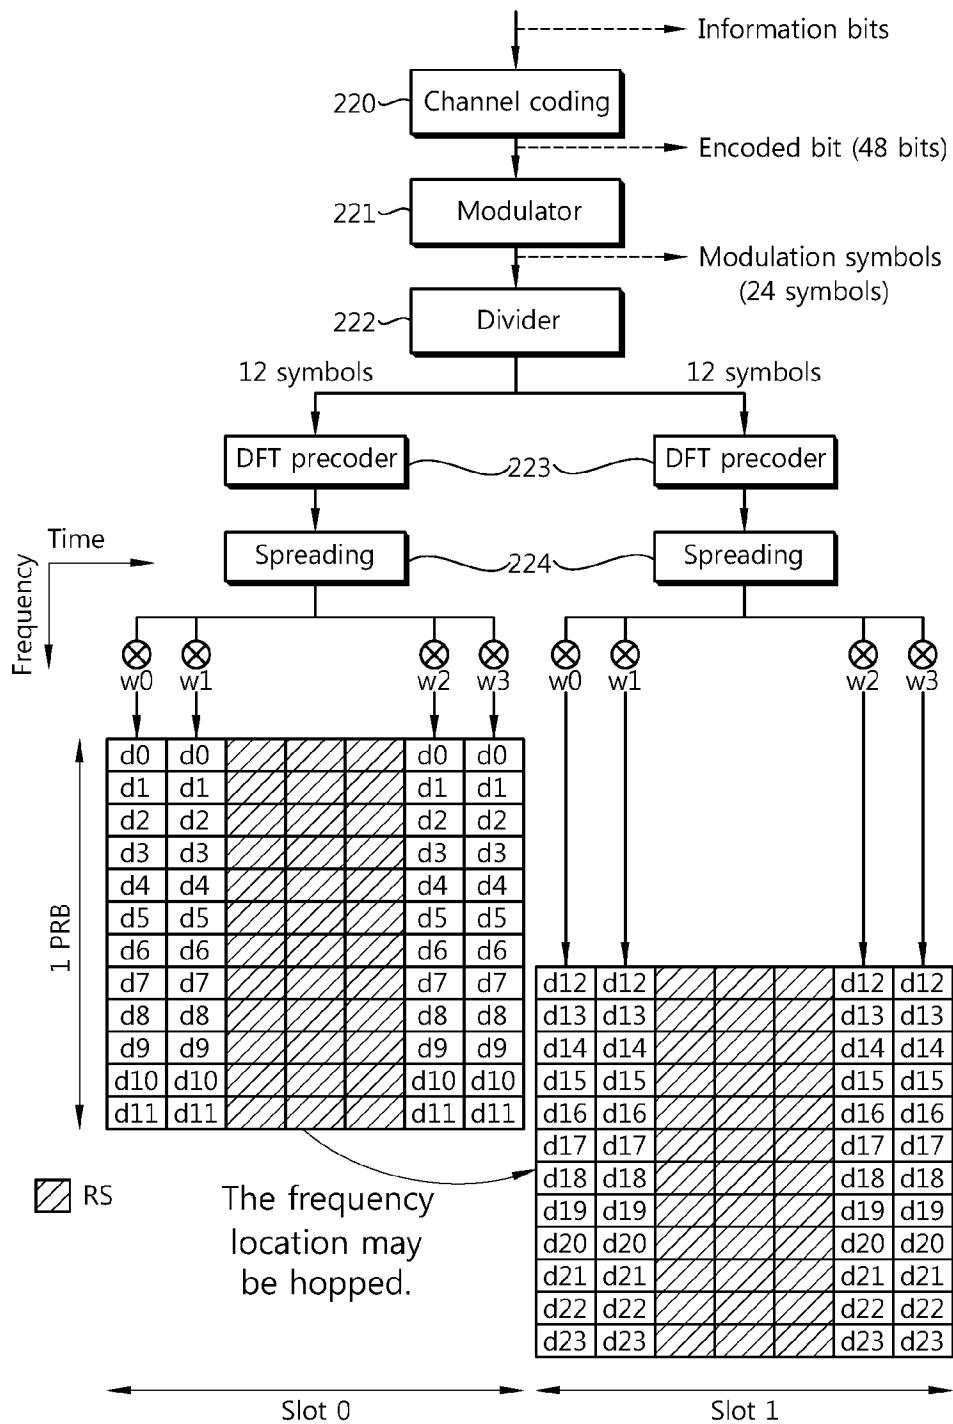 Information bits
220
Channel coding
Encoded bit (48 bits)
221
Modulator
Modulation symbols
(24 symbols)
222
Divider
12 symbols
12 symbols
DFT precoder
223
DFT precoder
Time
Frequency
Spreading
224
Spreading
w0 w1 w2 w3 w0 w1 w2 w3
1 PRB
d0 d0 d0 d0
d1 d1 d1 d1
d2 d2 d2 d2
d3 d3 d3 d3
d4 d4 d4 d4
d5 d5 d5 d5
d6 d6 d6 d6
d7 d7 d7 d7
d8 d8 d8 d8
d9 d9 d9 d9
d10 d10 d10 d10
d11 d11 d11 d11
d12 d12 d12 d12
d13 d13 d13 d13
d14 d14 d14 d14
d15 d15 d15 d15
d16 d16 d16 d16
d17 d17 d17 d17
d18 d18 d18 d18
d19 d19 d19 d19
d20 d20 d20 d20
d21 d21 d21 d21
d22 d22 d22 d22
d23 d23 d23 d23
RS
The frequency
location may
be hopped.
Slot 0
Slot 1